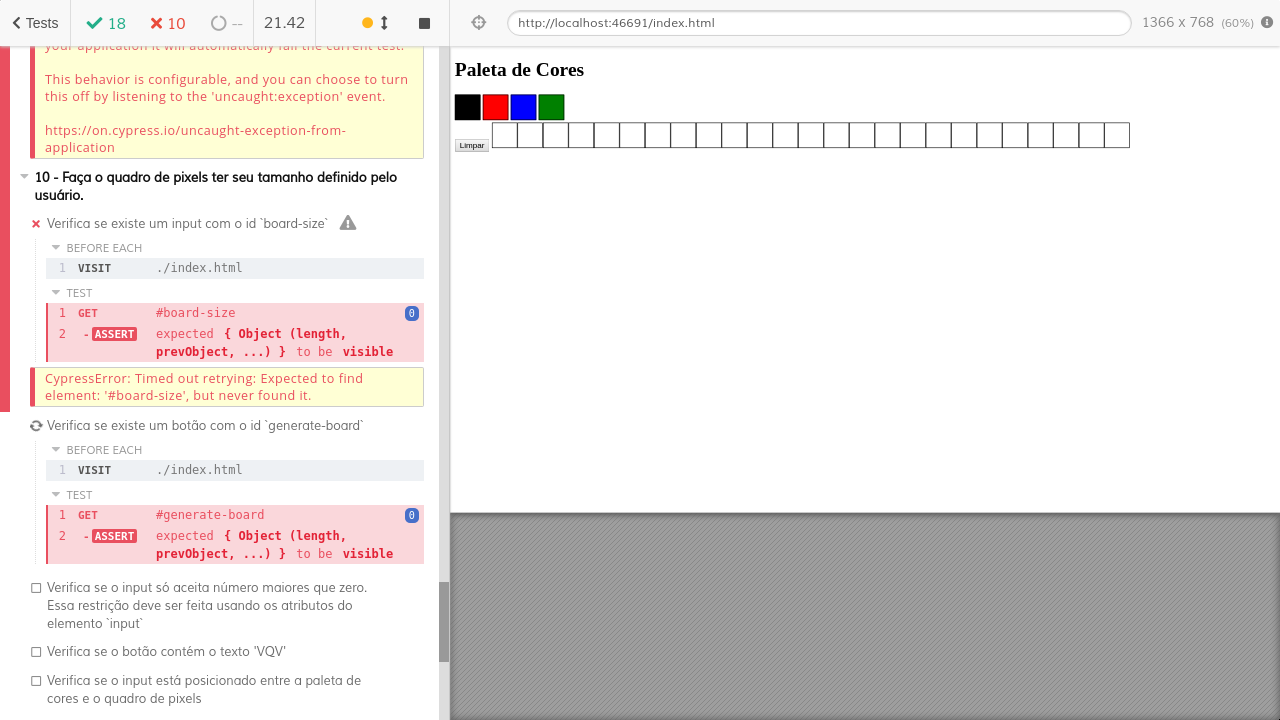 Tests 18 10 -- 21.42
http://localhost:46691/index.html 1366 x 768 (60%)
your application it will automatically fail the current test.
This behavior is configurable, and you can choose to turn
this off by listening to the 'uncaught:exception' event.
https://on.cypress.io/uncaught-exception-from-
application
10 - Faça o quadro de pixels ter seu tamanho definido pelo
usuário.
Verifica se existe um input com o id `board-size`
BEFORE EACH
1 VISIT ./index.html
TEST
1 GET #board-size 0
2 - ASSERT expected { Object (length,
prevObject, ...) } to be visible
CypressError: Timed out retrying: Expected to find
element: '#board-size', but never found it.
Verifica se existe um botão com o id `generate-board`
BEFORE EACH
1 VISIT ./index.html
TEST
1 GET #generate-board 0
2 - ASSERT expected { Object (length,
prevObject, ...) } to be visible
Verifica se o input só aceita número maiores que zero.
Essa restrição deve ser feita usando os atributos do
elemento `input`
Verifica se o botão contém o texto 'VQV'
Verifica se o input está posicionado entre a paleta de
cores e o quadro de pixels
Paleta de Cores
Limpar